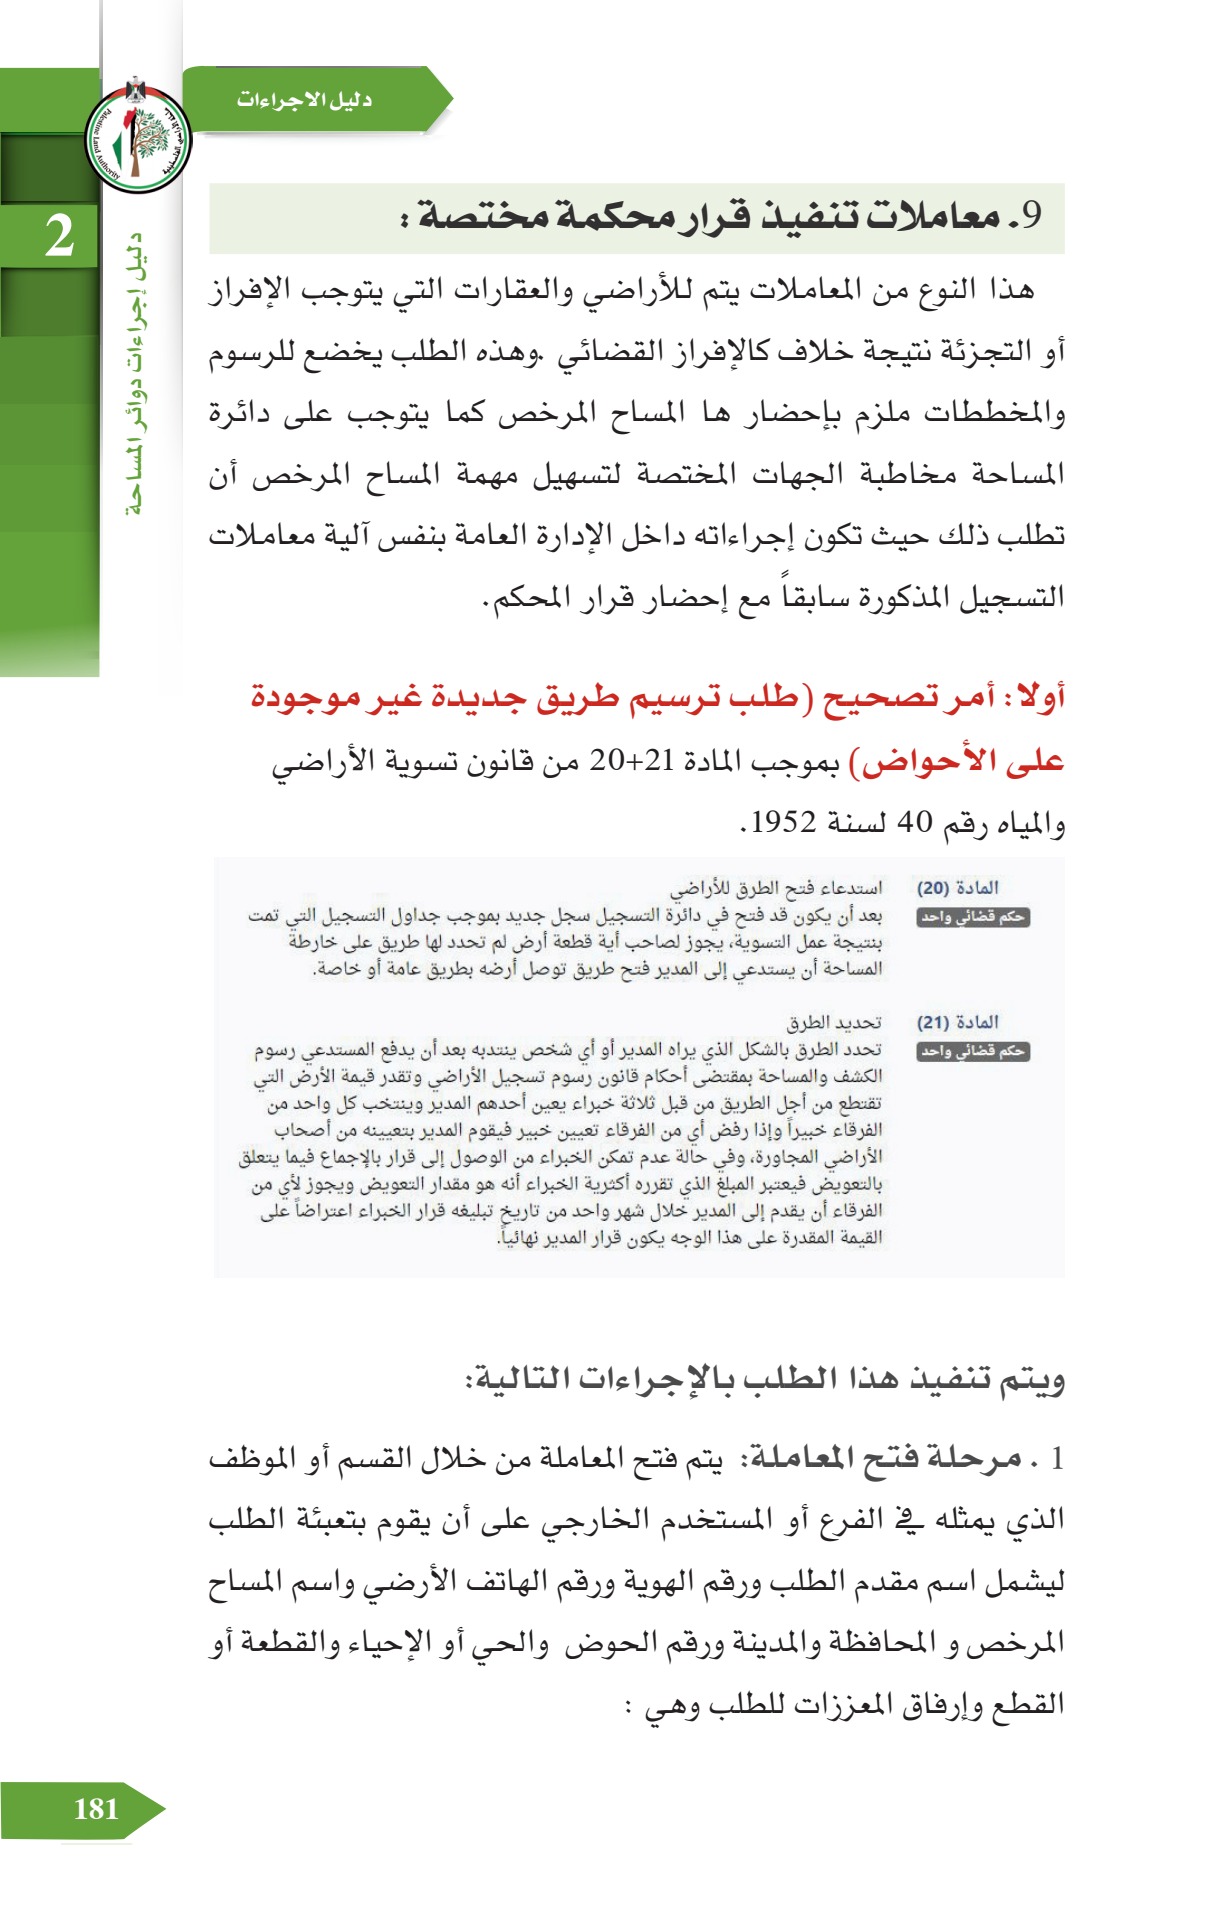 دليل الاجراءات
Palestine Land Authority
2
دليل إجراءات دوائر المساحة
9. معاملات تنفيذ قرار محكمة مختصة :
هذا النوع من المعاملات يتم للأراضي والعقارات التي يتوجب الإفراز
أو التجزئة نتيجة خلاف كالإفراز القضائي .وهذه الطلب يخضع للرسوم
والمخططات ملزم بإحضار ها المساح المرخص كما يتوجب على دائرة
المساحة مخاطبة الجهات المختصة لتسهيل مهمة المساح المرخص أن
تطلب ذلك حيث تكون إجراءاته داخل الإدارة العامة بنفس آلية معاملات
التسجيل المذكورة سابقاً مع إحضار قرار المحكم.
أولا: أمر تصحيح (طلب ترسيم طريق جديدة غير موجودة
على الأحواض) بموجب المادة 21+20 من قانون تسوية الأراضي
والمياه رقم 40 لسنة 1952.
المادة (20) استدعاء فتح الطرق للأراضي
حكم قضائي واحد بعد أن يكون قد فتح في دائرة التسجيل سجل جديد بموجب جداول التسجيل التي تمت
بنتيجة عمل التسوية، يجوز لصاحب أية قطعة أرض لم تحدد لها طريق على خارطة
المساحة أن يستدعي إلى المدير فتح طريق توصل أرضه بطريق عامة أو خاصة.
المادة (21) تحديد الطرق
حكم قضائي واحد تحدد الطرق بالشكل الذي يراه المدير أو أي شخص ينتدبه بعد أن يدفع المستدعي رسوم
الكشف والمساحة بمقتضى أحكام قانون رسوم تسجيل الأراضي وتقدر قيمة الأرض التي
تقتطع من أجل الطريق من قبل ثلاثة خبراء يعين أحدهم المدير وينتخب كل واحد من
الفرقاء خبيراً وإذا رفض أي من الفرقاء تعيين خبير فيقوم المدير بتعيينه من أصحاب
الأراضي المجاورة، وفي حالة عدم تمكن الخبراء من الوصول إلى قرار بالإجماع فيما يتعلق
بالتعويض فيعتبر المبلغ الذي تقرره أكثرية الخبراء أنه هو مقدار التعويض ويجوز لأي من
الفرقاء أن يقدم إلى المدير خلال شهر واحد من تاريخ تبليغه قرار الخبراء اعتراضاً على
القيمة المقدرة على هذا الوجه يكون قرار المدير نهائياً.
ويتم تنفيذ هذا الطلب بالإجراءات التالية:
1 . مرحلة فتح المعاملة: يتم فتح المعاملة من خلال القسم أو الموظف
الذي يمثله في الفرع أو المستخدم الخارجي على أن يقوم بتعبئة الطلب
ليشمل اسم مقدم الطلب ورقم الهوية ورقم الهاتف الأرضي واسم المساح
المرخص و المحافظة والمدينة ورقم الحوض والحي أو الإحياء والقطعة أو
القطع وإرفاق المعززات للطلب وهي :
181